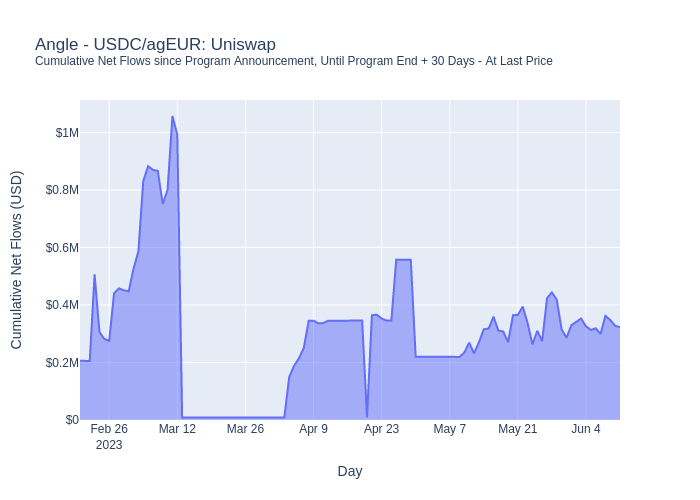 Angle - USDC/agEUR: Uniswap
Cumulative Net Flows since Program Announcement, Until Program End + 30 Days - At Last Price
Cumulative Net Flows (USD)
$1M
$0.8M
$0.6M
$0.4M
$0.2M
$0
Feb 26 Mar 12 Mar 26 Apr 9 Apr 23 May 7 May 21 Jun 4
2023
Day